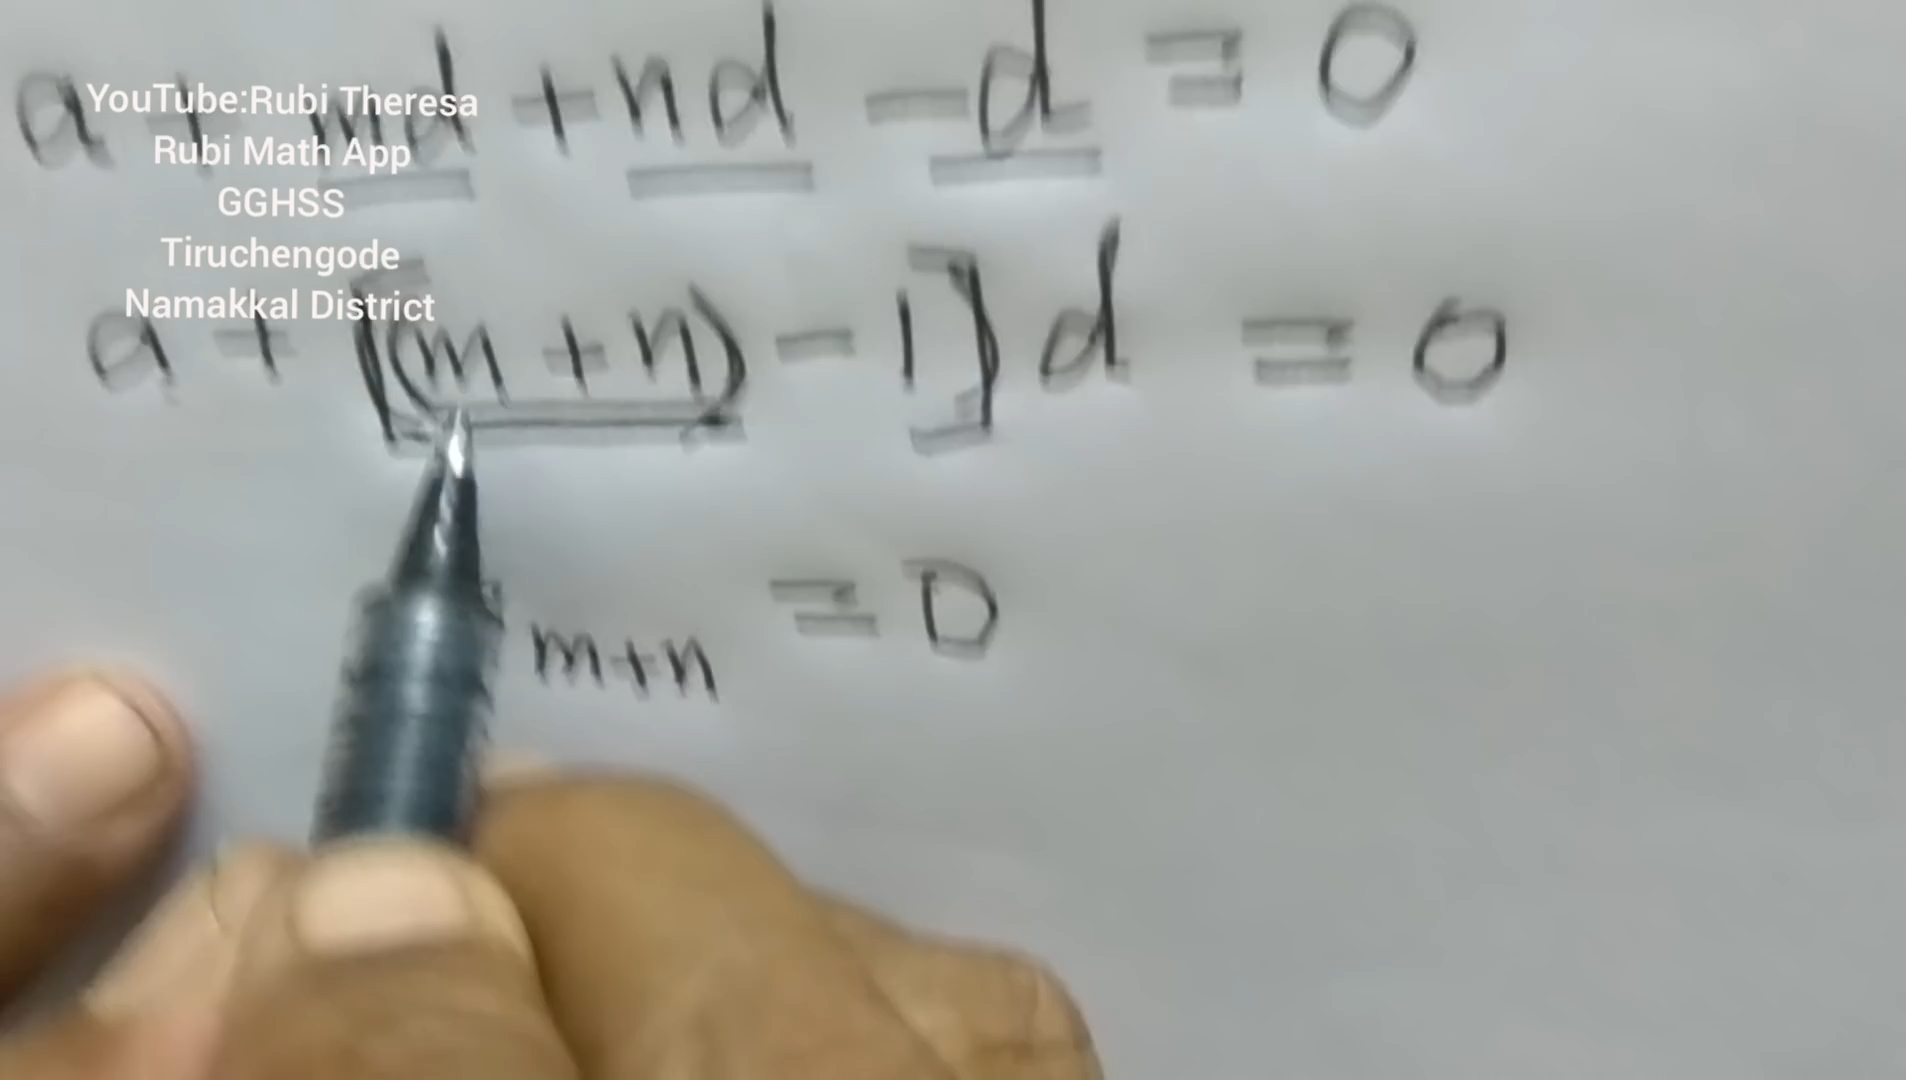 a + md + nd - d = 0
YouTube:Rubi Theresa
Rubi Math App
GGHSS
Tiruchengode
Namakkal District
a + [(m + n) - 1] d = 0
m+n = 0